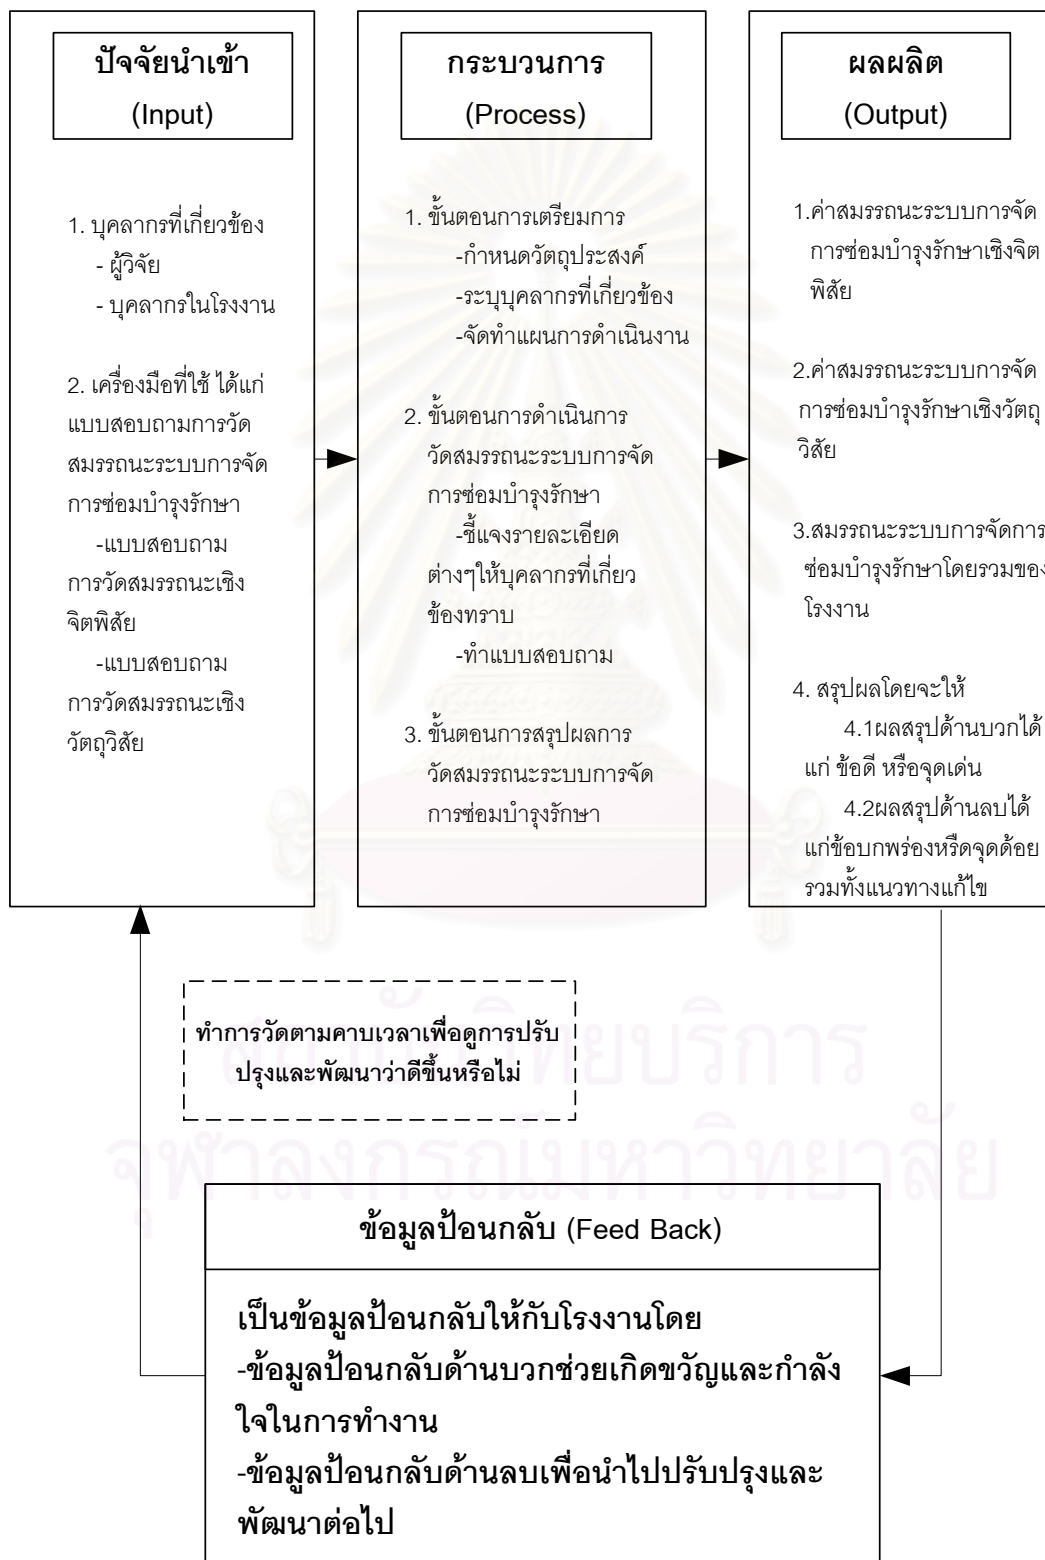 ปัจจัยนำเข้า
(Input)
1. บุคลากรที่เกี่ยวข้อง
- ผู้วิจัย
- บุคลากรในโรงงาน
2. เครื่องมือที่ใช้ ได้แก่
แบบสอบถามการวัด
สมรรถนะระบบการจัด
การซ่อมบำรุงรักษา
-แบบสอบถาม
การวัดสมรรถนะเชิง
จิตพิสัย
-แบบสอบถาม
การวัดสมรรถนะเชิง
วัตถุวิสัย
กระบวนการ
(Process)
1. ขั้นตอนการเตรียมการ
-กำหนดวัตถุประสงค์
-ระบุบุคลากรที่เกี่ยวข้อง
-จัดทำแผนการดำเนินงาน
2. ขั้นตอนการดำเนินการ
วัดสมรรถนะระบบการจัด
การซ่อมบำรุงรักษา
-ชี้แจงรายละเอียด
ต่างๆให้บุคลากรที่เกี่ยว
ข้องทราบ
-ทำแบบสอบถาม
3. ขั้นตอนการสรุปผลการ
วัดสมรรถนะระบบการจัด
การซ่อมบำรุงรักษา
ผลผลิต
(Output)
1.ค่าสมรรถนะระบบการจัด
การซ่อมบำรุงรักษาเชิงจิต
พิสัย
2.ค่าสมรรถนะระบบการจัด
การซ่อมบำรุงรักษาเชิงวัตถุ
วิสัย
3.สมรรถนะระบบการจัดการ
ซ่อมบำรุงรักษาโดยรวมของ
โรงงาน
4. สรุปผลโดยจะให้
4.1ผลสรุปด้านบวกได้
แก่ ข้อดี หรือจุดเด่น
4.2ผลสรุปด้านลบได้
แก่ข้อบกพร่องหรืดจุดด้อย
รวมทั้งแนวทางแก้ไข
ทำการวัดตามคาบเวลาเพื่อดูการปรับ
ปรุงและพัฒนาว่าดีขึ้นหรือไม่
สถาบันวิทยบริการ
จุฬาลงกรณ์มหาวิทยาลัย
ข้อมูลป้อนกลับ (Feed Back)
เป็นข้อมูลป้อนกลับให้กับโรงงานโดย
-ข้อมูลป้อนกลับด้านบวกช่วยเกิดขวัญและกำลัง
ใจในการทำงาน
-ข้อมูลป้อนกลับด้านลบเพื่อนำไปปรับปรุงและ
พัฒนาต่อไป